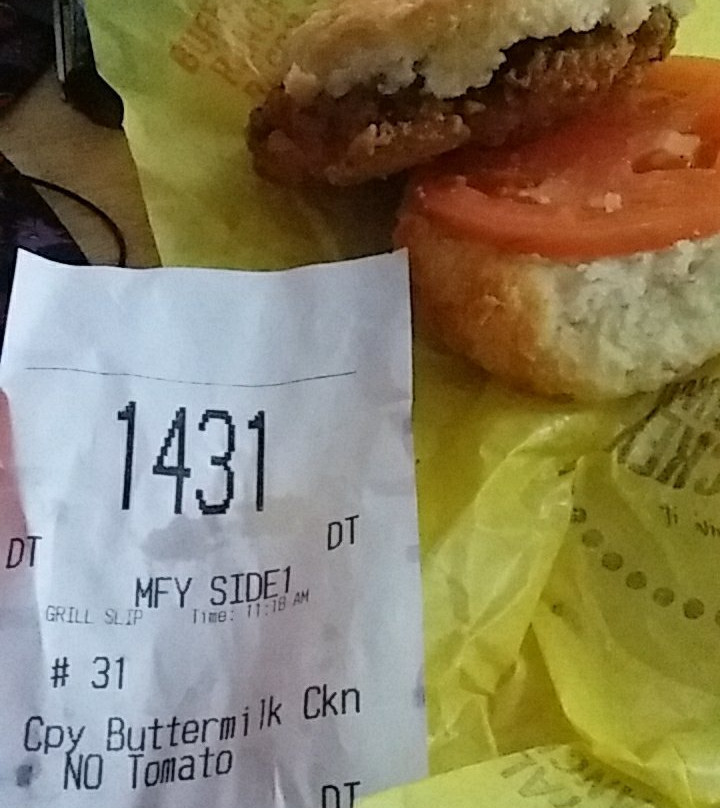 1431
DT DT
MFY SIDE1
GRILL SLIP Time: 11:18 AM
# 31
Cpy Buttermilk Ckn
NO Tomato
DT